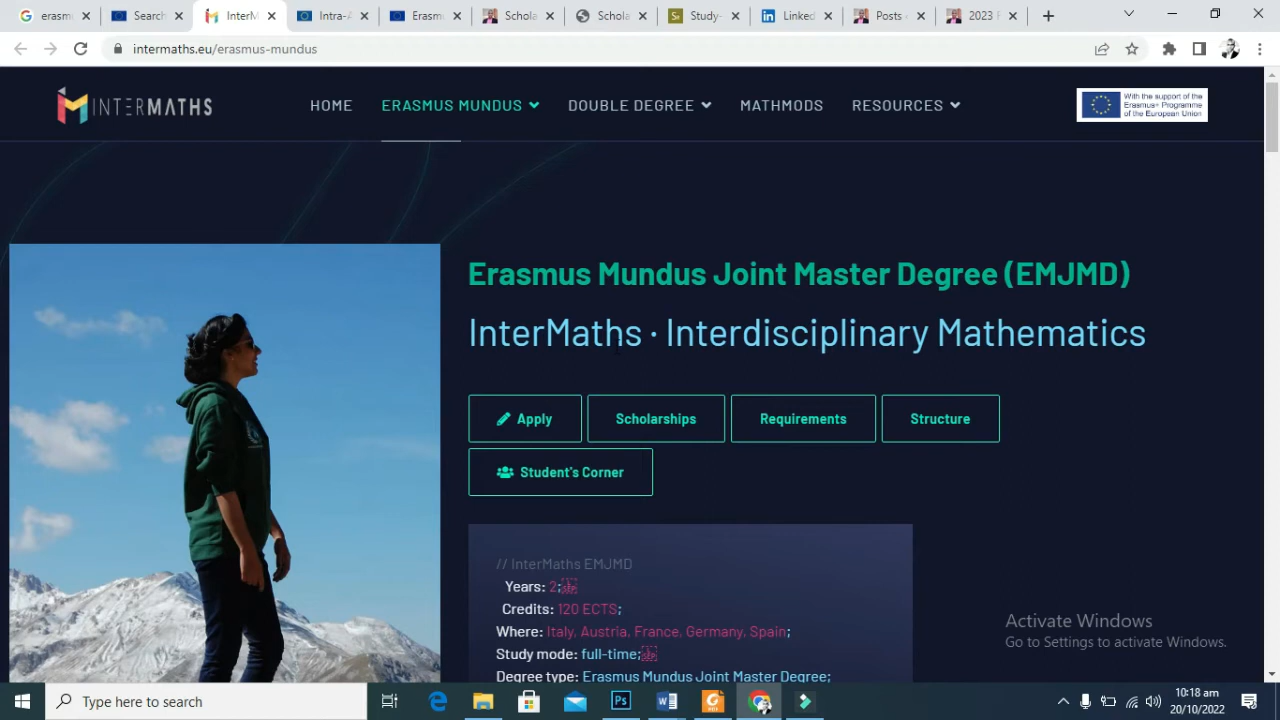 erasm
Sear
InterM
Intra-A
Erasm
Schola
Schola
Study-
Linked
Posts
2023 F
intermaths.eu/erasmus-mundus
INTERMATHS
HOME
ERASMUS MUNDUS
DOUBLE DEGREE
MATHMODS
RESOURCES
With the support of the
Erasmus+ Programme
of the European Union
Erasmus Mundus Joint Master Degree (EMJMD)
InterMaths · Interdisciplinary Mathematics
Apply
Scholarships
Requirements
Structure
Student's Corner
// InterMaths EMJMD
Years: 2;
Credits: 120 ECTS;
Where: Italy, Austria, France, Germany, Spain;
Study mode: full-time;
Degree type: Erasmus Mundus Joint Master Degree;
Activate Windows
Go to Settings to activate Windows.
Type here to search
10:18 am
20/10/2022